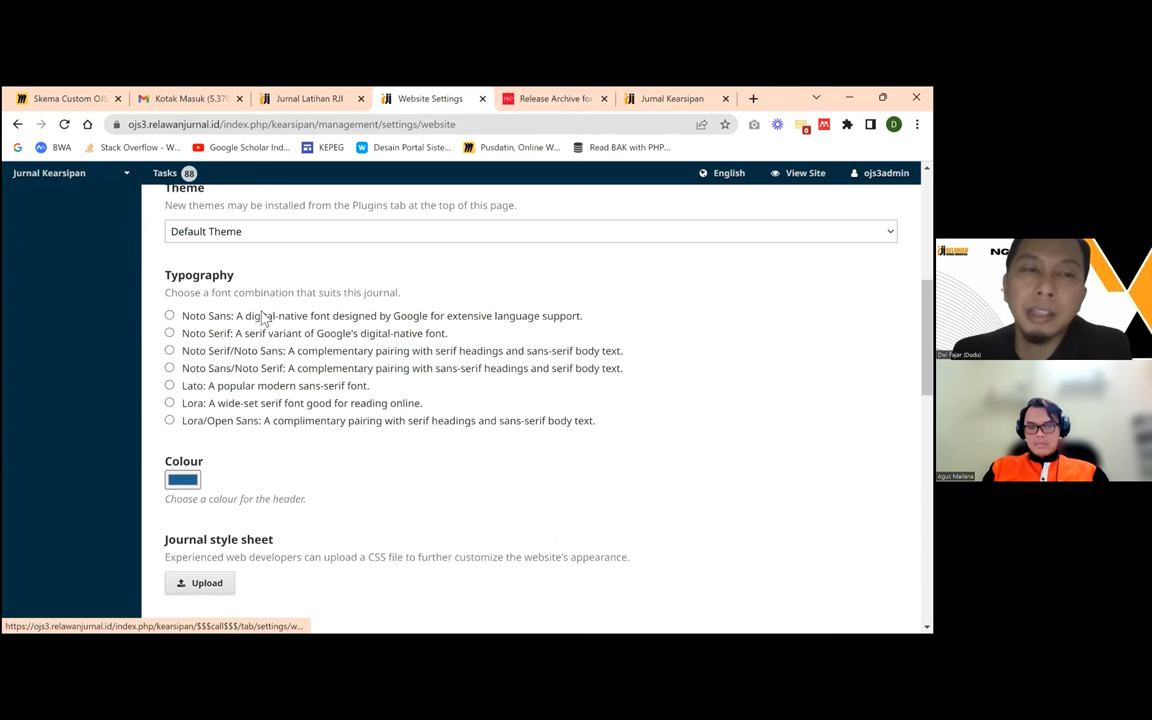 Skema Custom OJS
Kotak Masuk (5.370
Jurnal Latihan RJI
Website Settings
Release Archive for
Jurnal Kearsipan
ojs3.relawanjurnal.id/index.php/kearsipan/management/settings/website
BWA
Stack Overflow - W...
Google Scholar Ind...
KEPEG
Desain Portal Siste...
Pusdatin, Online W...
Read BAK with PHP...
Jurnal Kearsipan
Tasks 88
English
View Site
ojs3admin
Theme
New themes may be installed from the Plugins tab at the top of this page.
Default Theme
Typography
Choose a font combination that suits this journal.
Noto Sans: A digital-native font designed by Google for extensive language support.
Noto Serif: A serif variant of Google's digital-native font.
Noto Serif/Noto Sans: A complementary pairing with serif headings and sans-serif body text.
Noto Sans/Noto Serif: A complementary pairing with sans-serif headings and serif body text.
Lato: A popular modern sans-serif font.
Lora: A wide-set serif font good for reading online.
Lora/Open Sans: A complimentary pairing with serif headings and sans-serif body text.
Colour
Choose a colour for the header.
Journal style sheet
Experienced web developers can upload a CSS file to further customize the website's appearance.
Upload
https://ojs3.relawanjurnal.id/index.php/kearsipan/$$$call$$$/tab/settings/w...
RELAWAN
Dwi Fajar (Dudu)
Agus Mailana